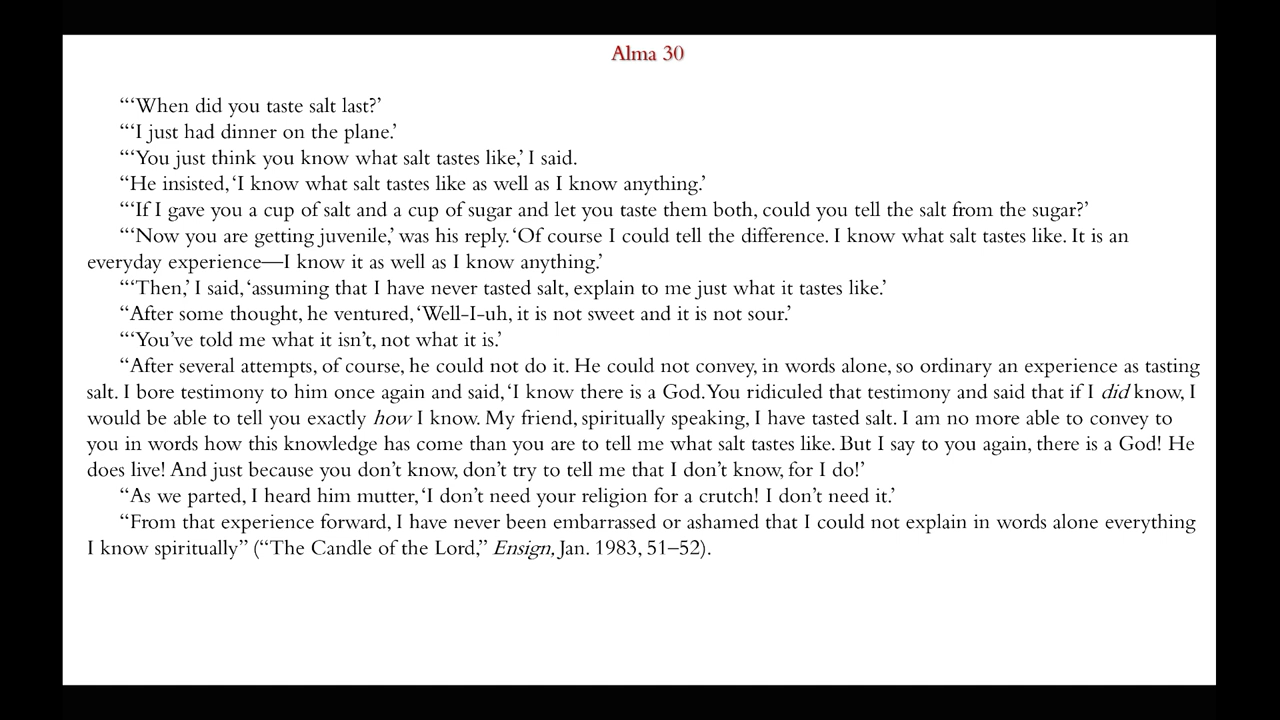 Alma 30
“‘When did you taste salt last?’
“‘I just had dinner on the plane.’
“‘You just think you know what salt tastes like,’ I said.
“He insisted, ‘I know what salt tastes like as well as I know anything.’
“‘If I gave you a cup of salt and a cup of sugar and let you taste them both, could you tell the salt from the sugar?’
“‘Now you are getting juvenile,’ was his reply. ‘Of course I could tell the difference. I know what salt tastes like. It is an
everyday experience—I know it as well as I know anything.’
“‘Then,’ I said, ‘assuming that I have never tasted salt, explain to me just what it tastes like.’
“After some thought, he ventured, ‘Well-I-uh, it is not sweet and it is not sour.’
“‘You’ve told me what it isn’t, not what it is.’
“After several attempts, of course, he could not do it. He could not convey, in words alone, so ordinary an experience as tasting
salt. I bore testimony to him once again and said, ‘I know there is a God. You ridiculed that testimony and said that if I did know, I
would be able to tell you exactly how I know. My friend, spiritually speaking, I have tasted salt. I am no more able to convey to
you in words how this knowledge has come than you are to tell me what salt tastes like. But I say to you again, there is a God! He
does live! And just because you don’t know, don’t try to tell me that I don’t know, for I do!’
“As we parted, I heard him mutter, ‘I don’t need your religion for a crutch! I don’t need it.’
“From that experience forward, I have never been embarrassed or ashamed that I could not explain in words alone everything
I know spiritually” (“The Candle of the Lord,” Ensign, Jan. 1983, 51–52).